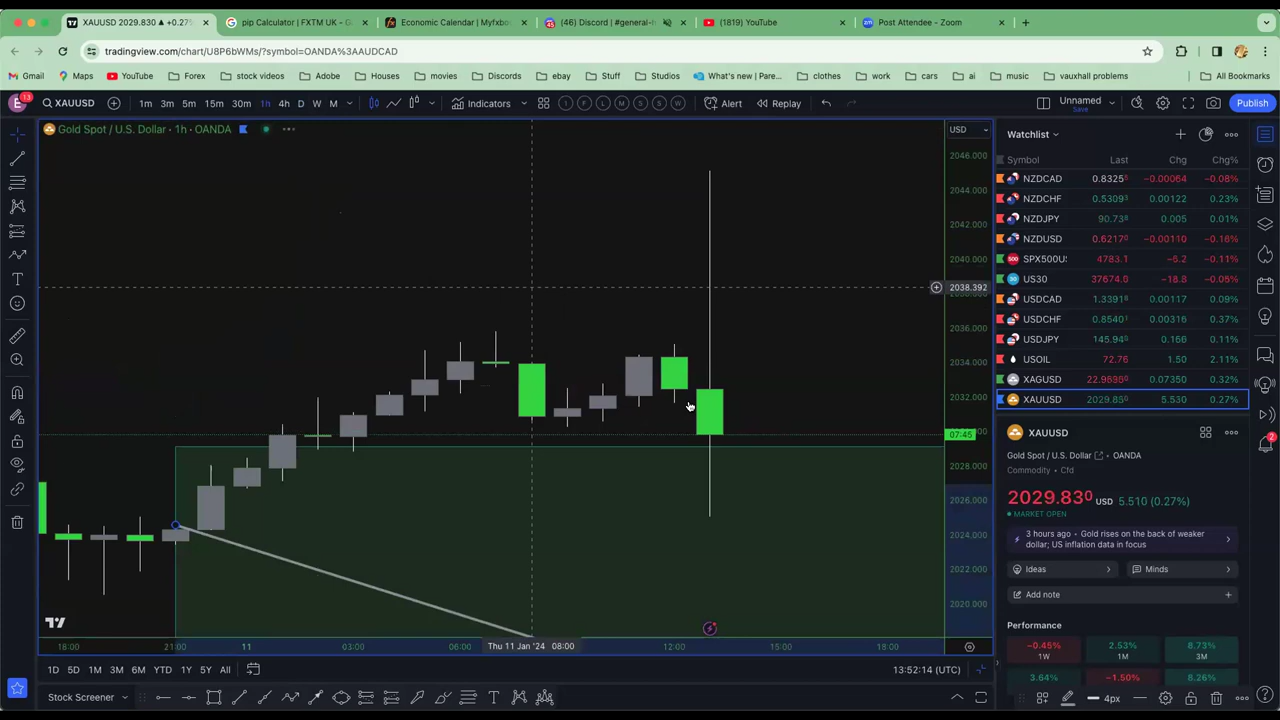 XAUUSD 2029.830 ▲ +0.27%
pip Calculator | FXTM UK - G
Economic Calendar | Myfxbo
(46) Discord | #general-
(1819) YouTube
Post Attendee - Zoom
tradingview.com/chart/U8P6bWMs/?symbol=OANDA%3AAUDCAD
Gmail
Maps
YouTube
Forex
stock videos
Adobe
Houses
movies
Discords
ebay
Stuff
Studios
What's new | Pare...
clothes
work
cars
ai
music
vauxhall problems
All Bookmarks
E
13
XAUUSD
1m 3m 5m 15m 30m 1h 4h D W M
Indicators
I F L M S S W
Alert
Replay
Unnamed
Save
Publish
Gold Spot / U.S. Dollar · 1h · OANDA
USD
2046.000
2044.000
2042.000
2040.000
2038.392
2036.000
2034.000
2032.000
07:45
2028.000
2026.000
2024.000
2022.000
2020.000
18:00
21:00
11
03:00
06:00
Thu 11 Jan '24 08:00
12:00
15:00
18:00
1D 5D 1M 3M 6M YTD 1Y 5Y All
13:52:14 (UTC)
Stock Screener
4px
Watchlist
Symbol Last Chg Chg%
NZDCAD 0.8325 −0.00064 −0.08%
NZDCHF 0.5309³ 0.00122 0.23%
NZDJPY 90.73⁸ 0.005 0.01%
NZDUSD 0.6217⁰ −0.00110 −0.18%
SPX500U 4783.1 −5.2 −0.11%
US30 37674.0 −18.8 −0.05%
USDCAD 1.3391⁸ 0.00117 0.09%
USDCHF 0.8540¹ 0.00316 0.37%
USDJPY 145.94⁰ 0.166 0.11%
USOIL 72.76 1.50 2.11%
XAGUSD 22.9698⁰ 0.07350 0.32%
XAUUSD 2029.85⁰ 5.530 0.27%
XAUUSD
Gold Spot / U.S. Dollar
OANDA
Commodity · Cfd
2029.83⁰ USD 5.510 (0.27%)
MARKET OPEN
3 hours ago · Gold rises on the back of weaker
dollar; US inflation data in focus
Ideas
Minds
Add note
Performance
−0.45%
1W
2.53%
1M
8.73%
3M
3.64%
−1.50%
8.26%
2